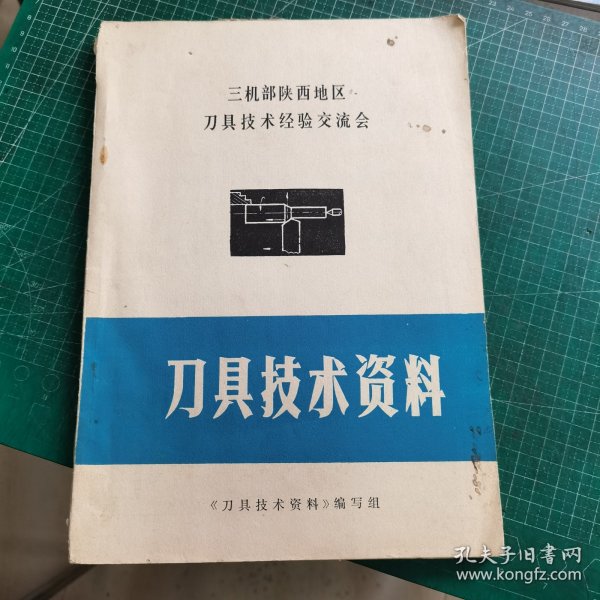 三机部陕西地区
刀具技术经验交流会
刀具技术资料
《刀具技术资料》编写组
孔夫子旧书网
www.kongfz.com